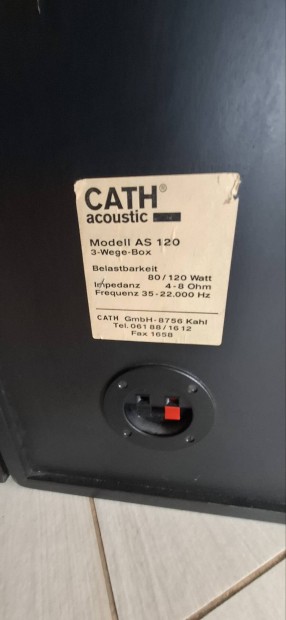 CATH®
acoustic
Modell AS 120
3-Wege-Box
Belastbarkeit
80/120 Watt
Impedanz 4-8 Ohm
Frequenz 35-22.000 Hz
CATH GmbH-8756 Kahl
Tel. 06188/1612
Fax 1658